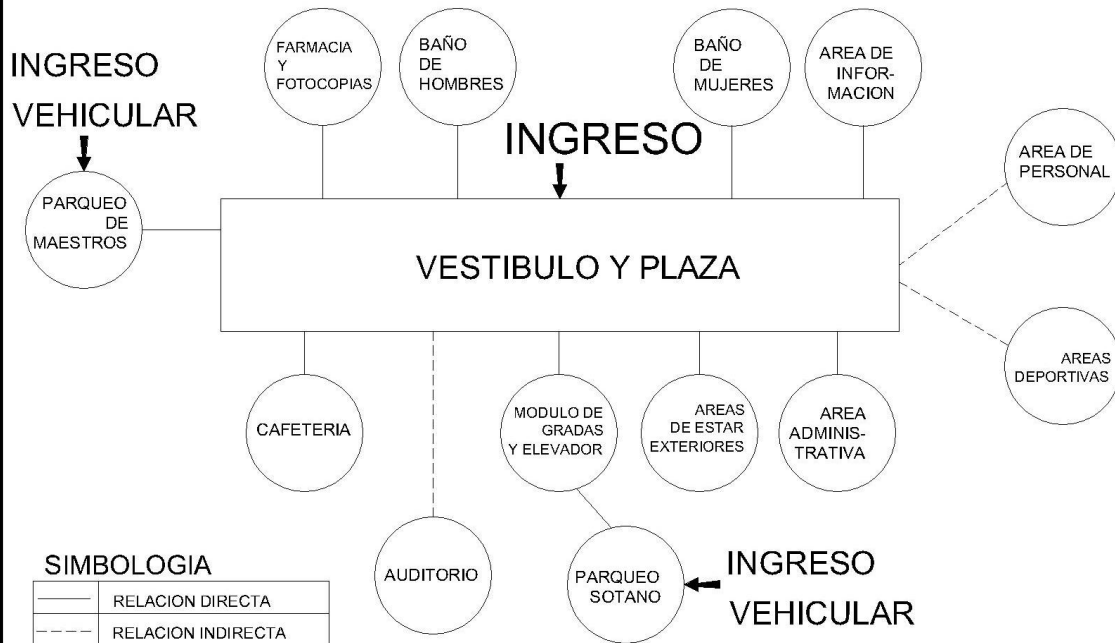 INGRESO
VEHICULAR
FARMACIA
Y
FOTOCOPIAS
BAÑO
DE
HOMBRES
BAÑO
DE
MUJERES
AREA DE
INFOR-
MACION
INGRESO
AREA DE
PERSONAL
PARQUEO
DE
MAESTROS
VESTIBULO Y PLAZA
AREAS
DEPORTIVAS
CAFETERIA
MODULO DE
GRADAS
Y ELEVADOR
AREAS
DE ESTAR
EXTERIORES
AREA
ADMINIS-
TRATIVA
AUDITORIO
PARQUEO
SOTANO
INGRESO
VEHICULAR
SIMBOLOGIA
RELACION DIRECTA
RELACION INDIRECTA